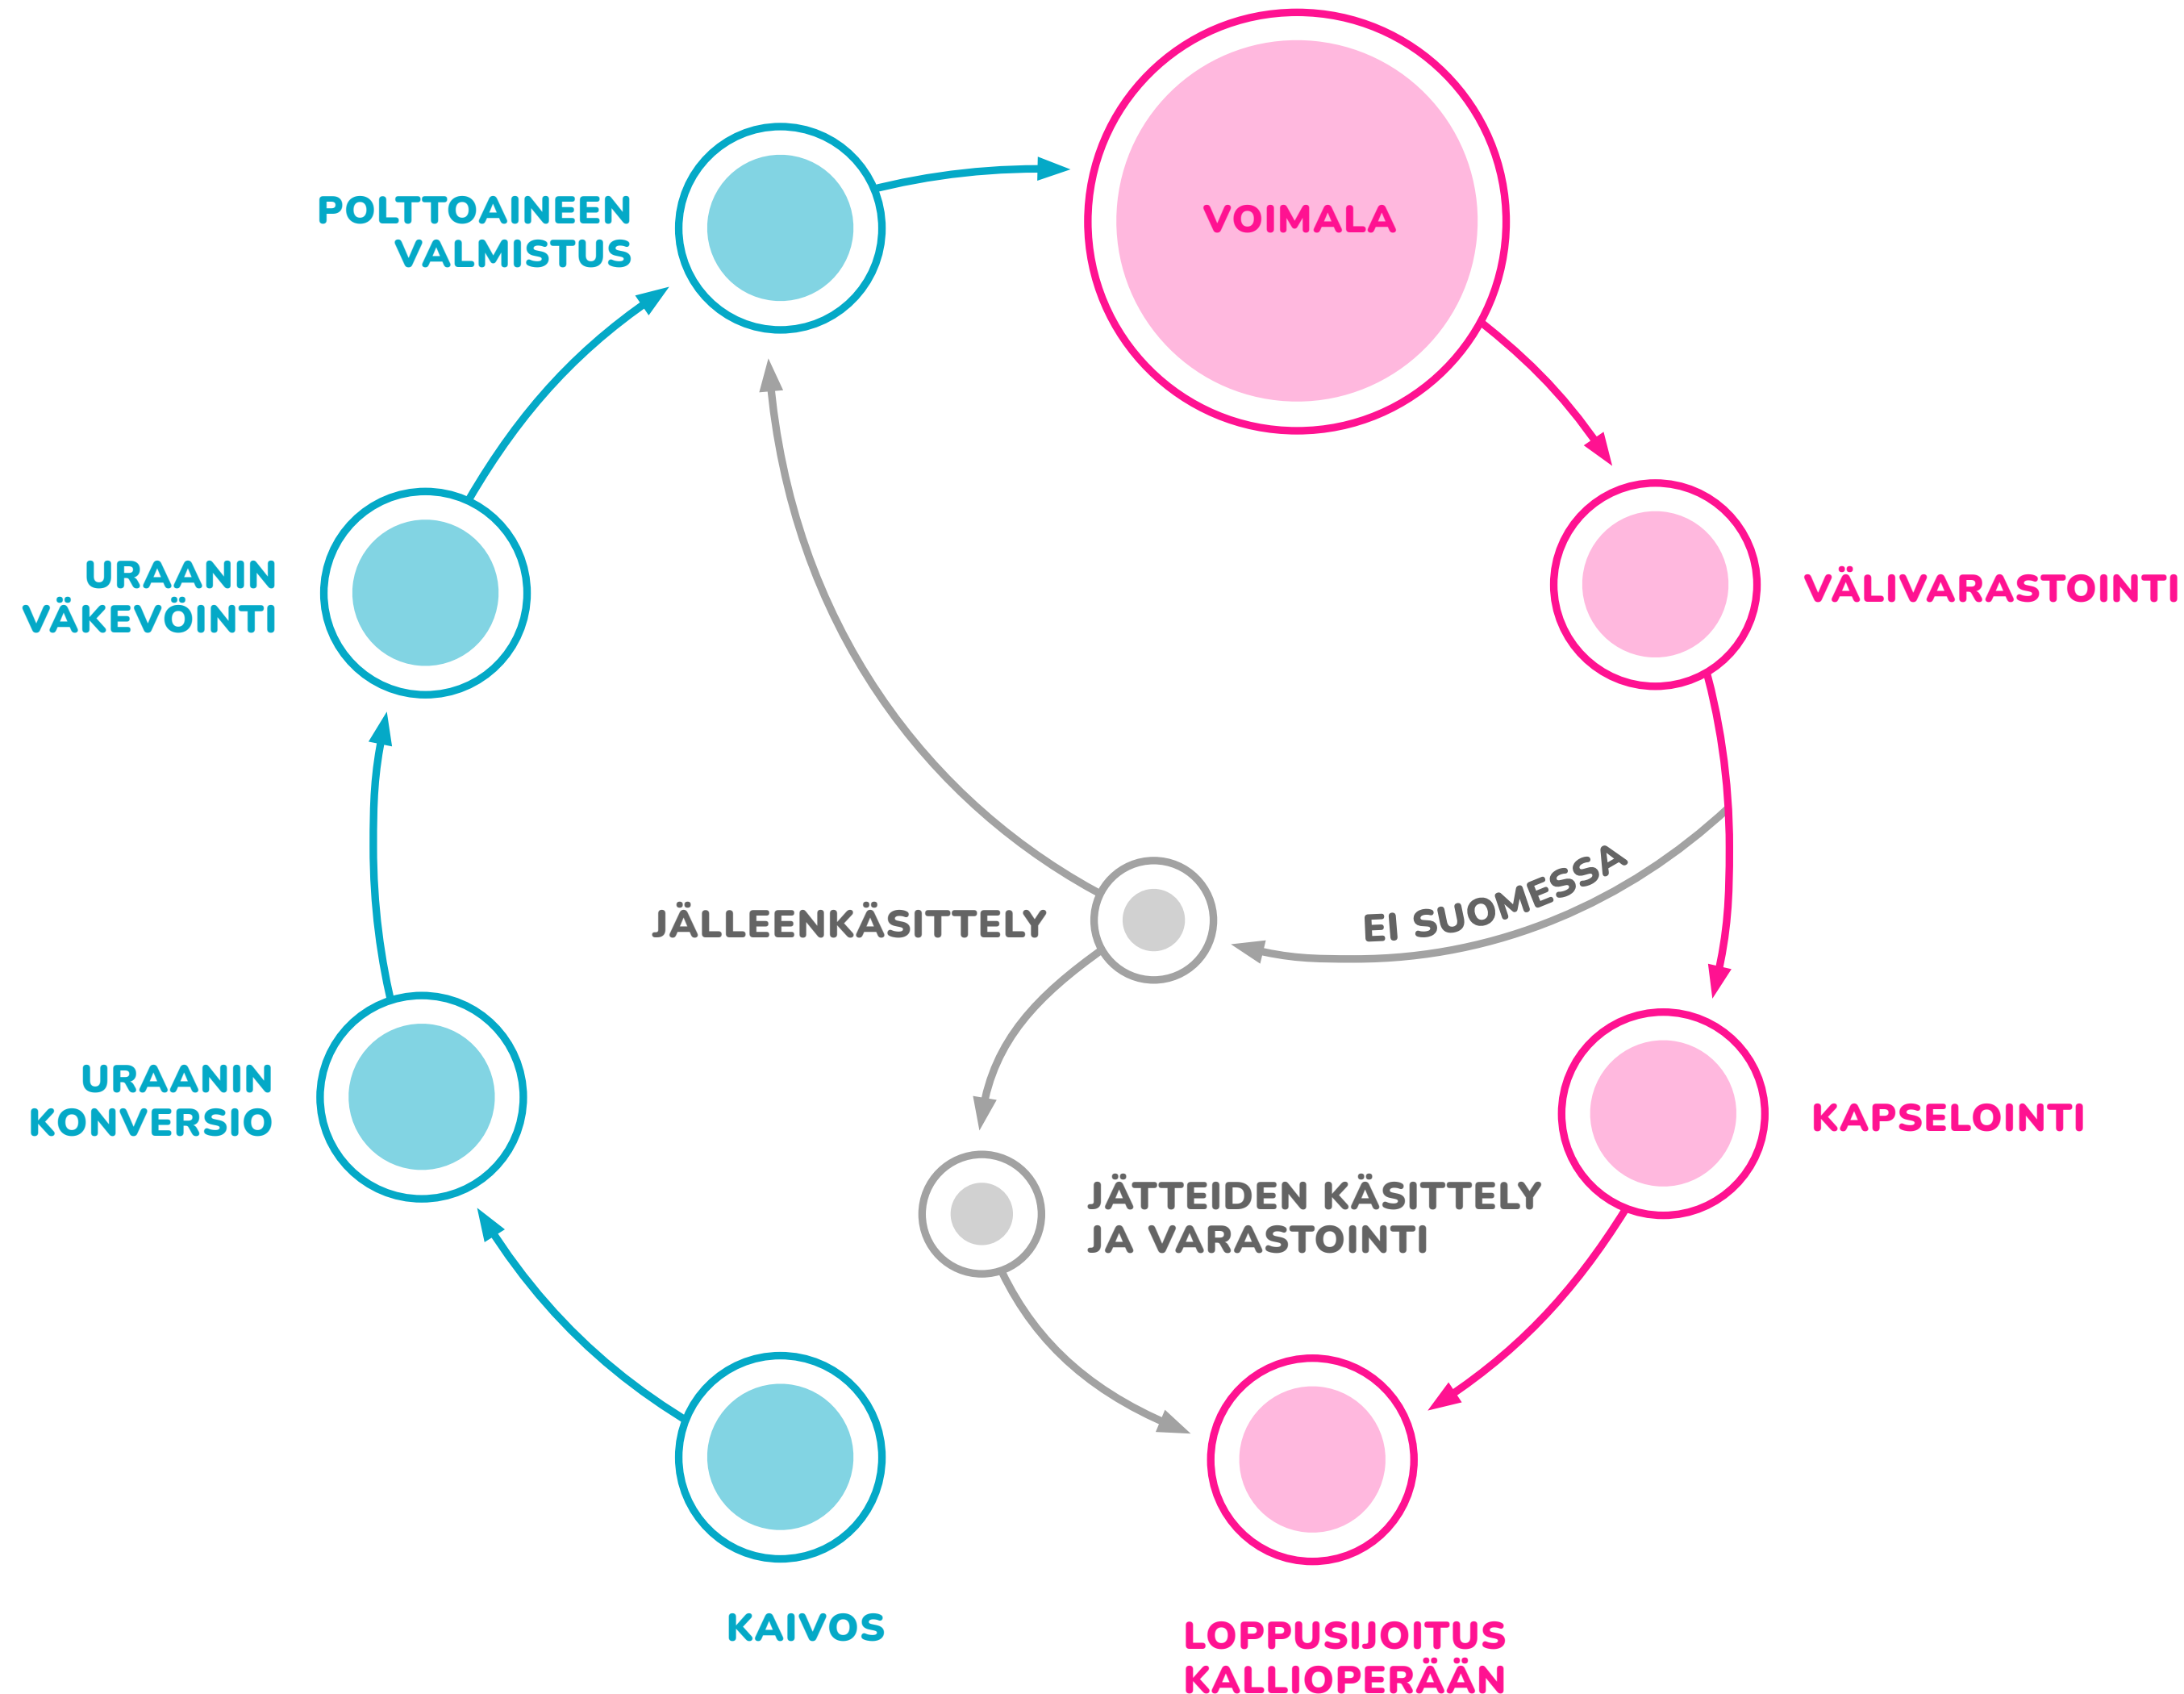 POLTTOAINEEN
VALMISTUS
VOIMALA
URAANIN
VÄKEVÖINTI
VÄLIVARASTOINTI
EI SUOMESSA
JÄLLEENKÄSITTELY
URAANIN
KONVERSIO
KAPSELOINTI
JÄTTEIDEN KÄSITTELY
JA VARASTOINTI
KAIVOS
LOPPUSIJOITUS
KALLIOPERÄÄN